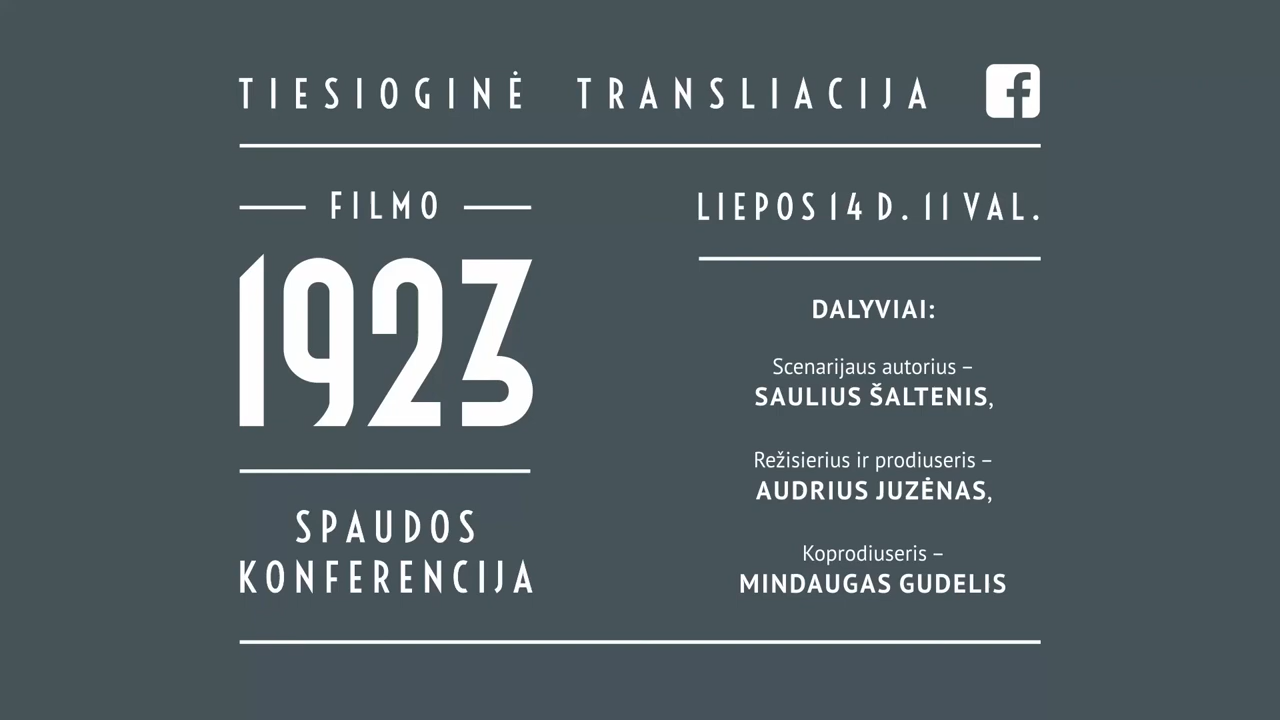 TIESIOGINĖ TRANSLIACIJA
FILMO
1923
SPAUDOS
KONFERENCIJA
LIEPOS 14 D. 11 VAL.
DALYVIAI:
Scenarijaus autorius –
SAULIUS ŠALTENIS,
Režisierius ir prodiuseris –
AUDRIUS JUZĖNAS,
Koprodiuseris –
MINDAUGAS GUDELIS